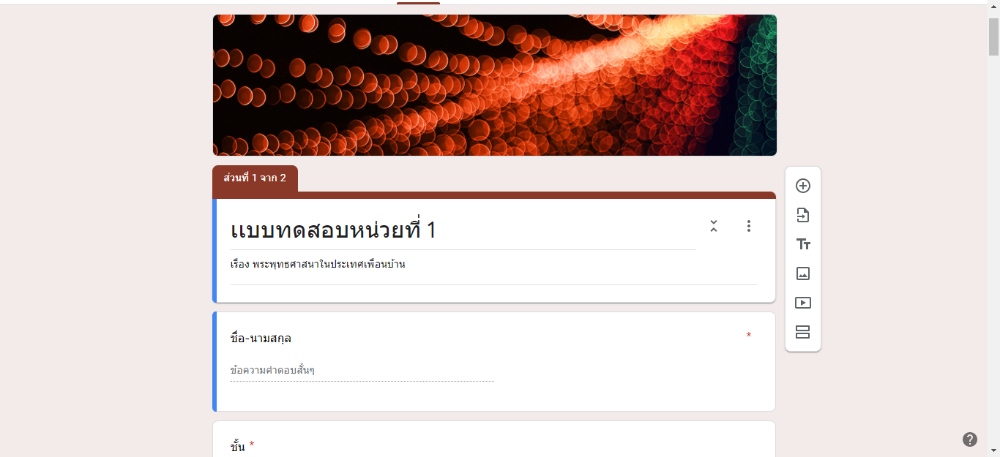 ส่วนที่ 1 จาก 2
แบบทดสอบหน่วยที่ 1
เรื่อง พระพุทธศาสนาในประเทศเพื่อนบ้าน
ชื่อ-นามสกุล *
ข้อความคำตอบสั้นๆ
ชั้น *